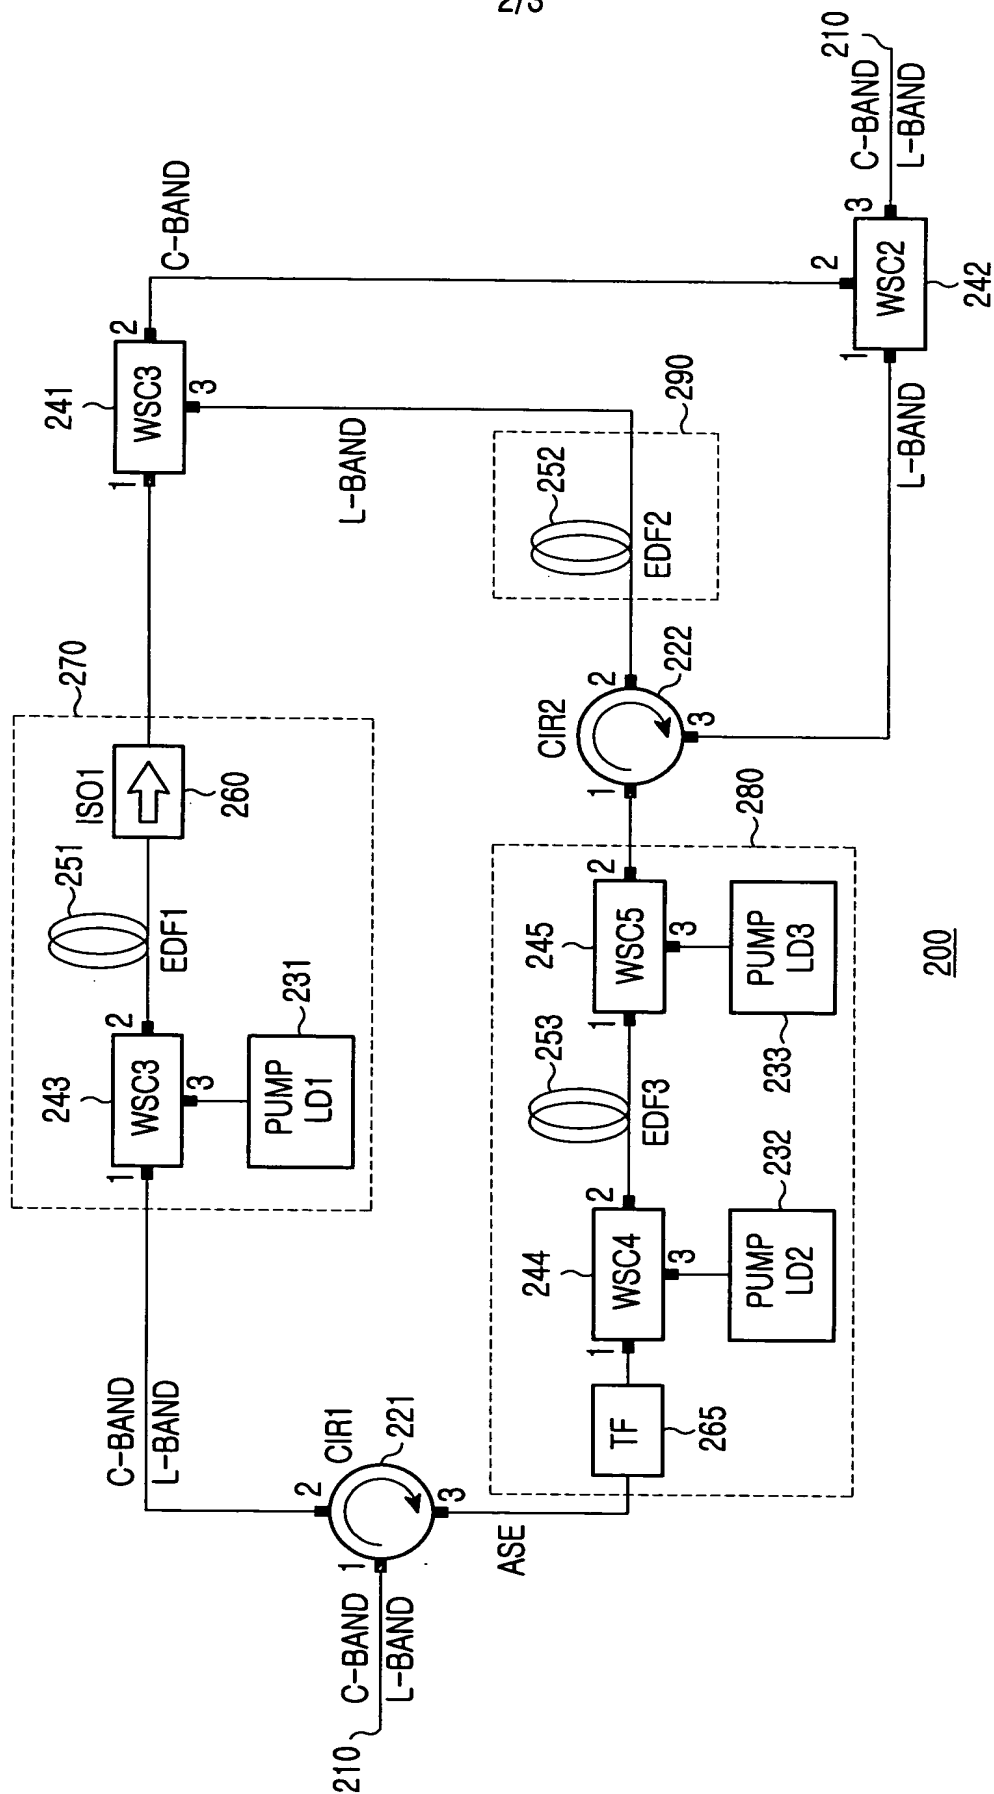 2/3
210
C-BAND
L-BAND
CIR1
221
1
2
3
C-BAND
L-BAND
ASE
270
243
WSC3
1
2
3
PUMP
LD1
231
251
EDF1
ISO1
260
241
WSC3
1
2
3
C-BAND
L-BAND
290
252
EDF2
CIR2
222
1
2
3
280
TF
265
244
WSC4
1
2
3
PUMP
LD2
232
253
EDF3
245
WSC5
1
2
3
PUMP
LD3
233
L-BAND
WSC2
242
1
2
3
C-BAND
L-BAND
210
200